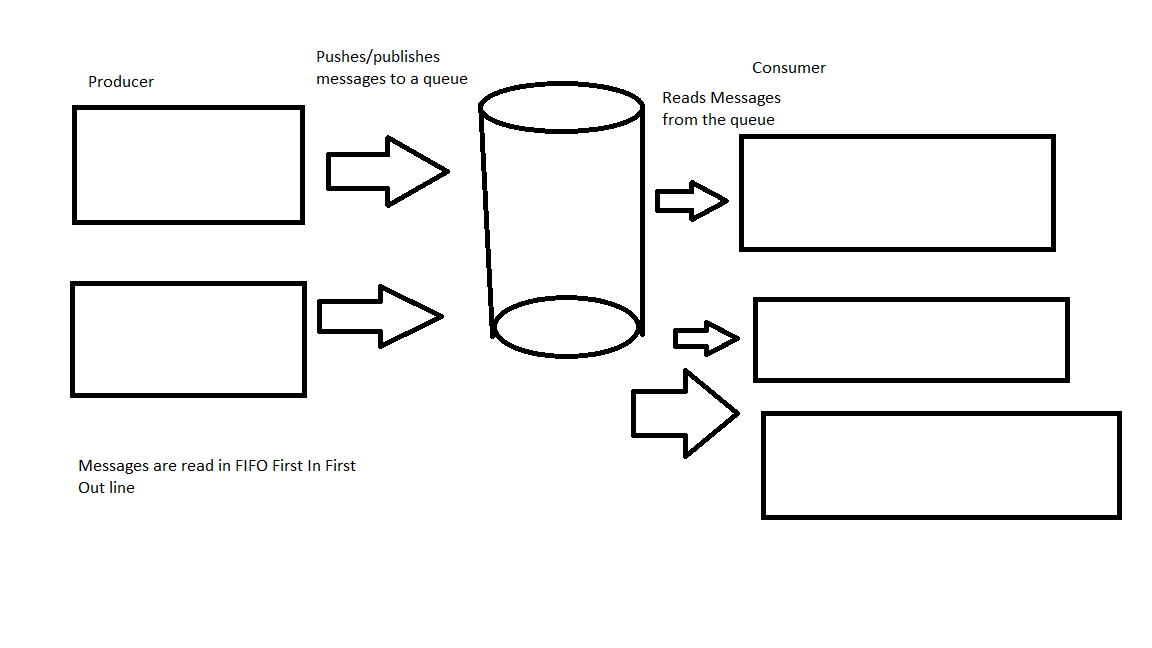 Producer
Pushes/publishes
messages to a queue
Consumer
Reads Messages
from the queue
Messages are read in FIFO First In First
Out line